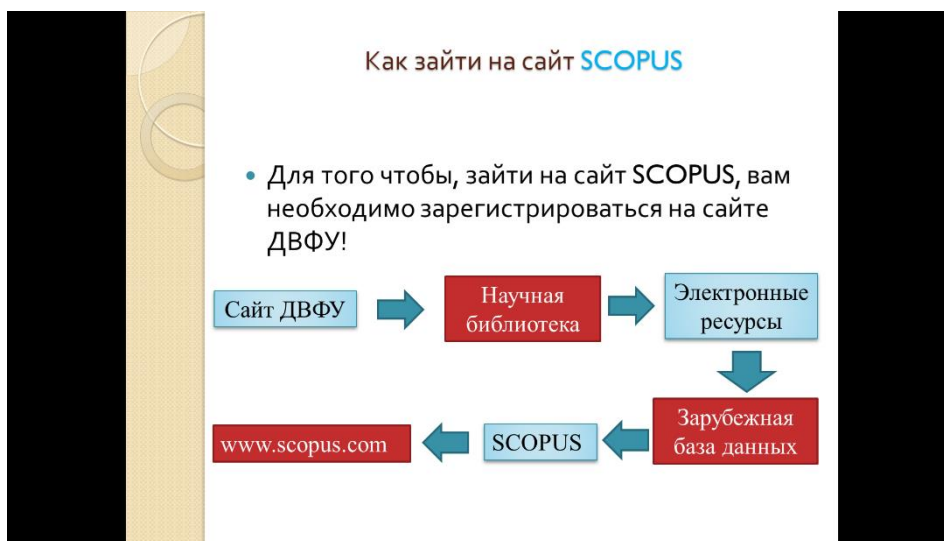 Как зайти на сайт SCOPUS
• Для того чтобы, зайти на сайт SCOPUS, вам
необходимо зарегистрироваться на сайте
ДВФУ!
Сайт ДВФУ
Научная
библиотека
Электронные
ресурсы
Зарубежная
база данных
SCOPUS
www.scopus.com